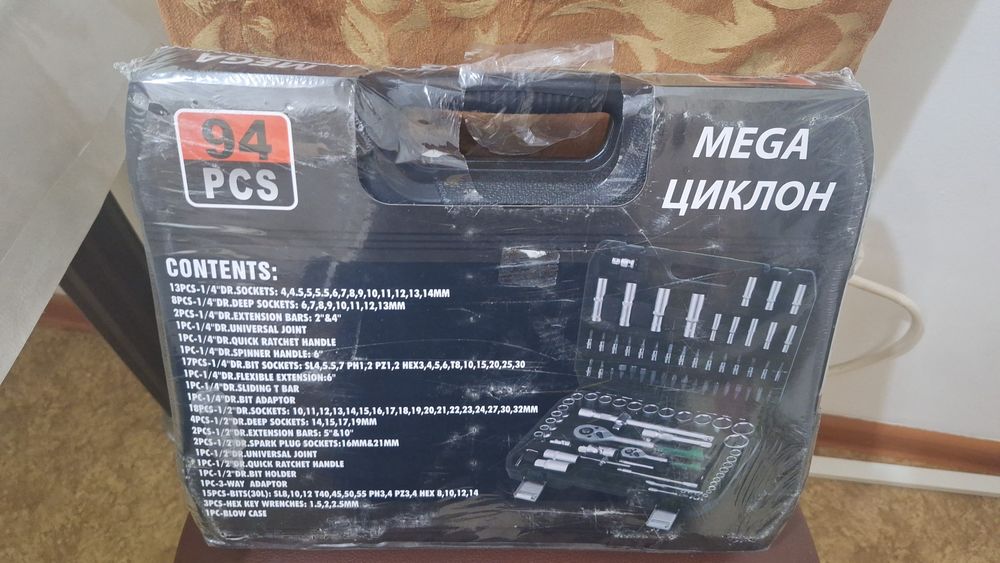 MEGA
94
PCS
MEGA
ЦИКЛОН
CONTENTS:
13PCS-1/4"DR.SOCKETS: 4,4.5,5,5.5,6,7,8,9,10,11,12,13,14MM
8PCS-1/4"DR.DEEP SOCKETS: 6,7,8,9,10,11,12,13MM
2PCS-1/4"DR.EXTENSION BARS: 2"&4"
1PC-1/4"DR.UNIVERSAL JOINT
1PC-1/4"DR.QUICK RATCHET HANDLE
1PC-1/4"DR.SPINNER HANDLE: 6"
17PCS-1/4"DR.BIT SOCKETS: SL4,5.5,7 PH1,2 PZ1,2 HEX3,4,5,6,T8,10,15,20,25,30
1PC-1/4"DR.FLEXIBLE EXTENSION:6"
1PC-1/4"DR.SLIDING T BAR
1PC-1/4"DR.BIT ADAPTOR
18PCS-1/2"DR.SOCKETS: 10,11,12,13,14,15,16,17,18,19,20,21,22,23,24,27,30,32MM
4PCS-1/2"DR.DEEP SOCKETS: 14,15,17,19MM
2PCS-1/2"DR.EXTENSION BARS: 5"&10"
2PCS-1/2"DR.SPARK PLUG SOCKETS:16MM&21MM
1PC-1/2"DR.UNIVERSAL JOINT
1PC-1/2"DR.QUICK RATCHET HANDLE
1PC-1/2"DR.BIT HOLDER
1PC-3-WAY ADAPTOR
15PCS-BITS(30L): SL8,10,12 T40,45,50,55 PH3,4 PZ3,4 HEX 8,10,12,14
3PCS-HEX KEY WRENCHES: 1.5,2,2.5MM
1PC-BLOW CASE